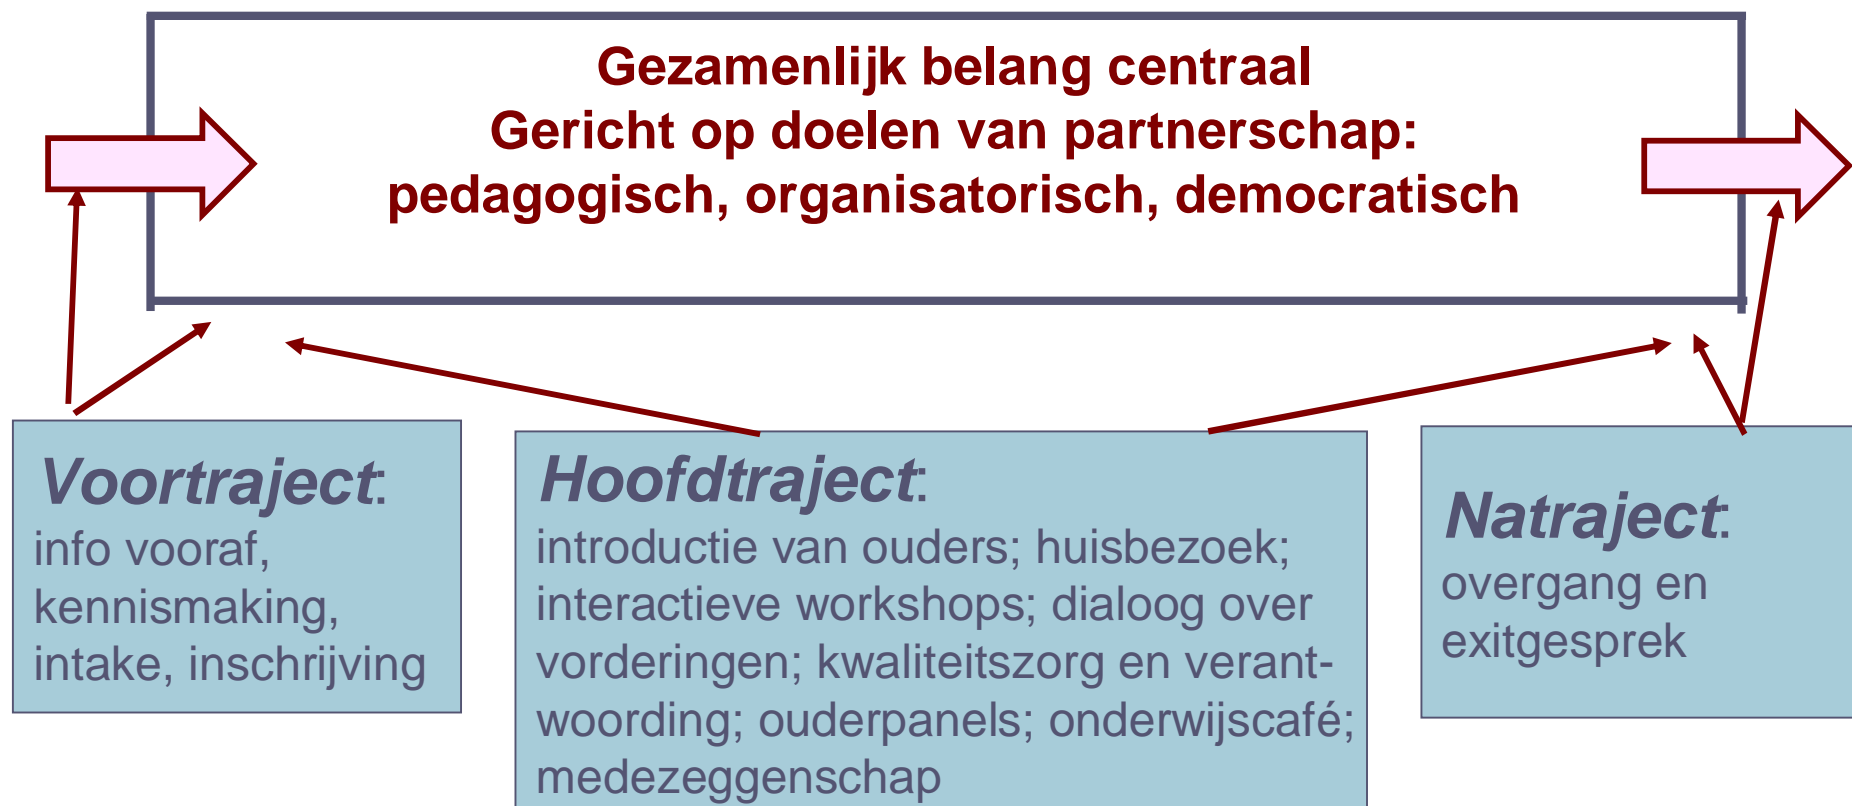 Gezamenlijk belang centraal
Gericht op doelen van partnerschap:
pedagogisch, organisatorisch, democratisch
Voortraject:
info vooraf,
kennismaking,
intake, inschrijving
Hoofdtraject:
introductie van ouders; huisbezoek;
interactieve workshops; dialoog over
vorderingen; kwaliteitszorg en verant-
woording; ouderpanels; onderwijscafé;
medezeggenschap
Natraject:
overgang en
exitgesprek